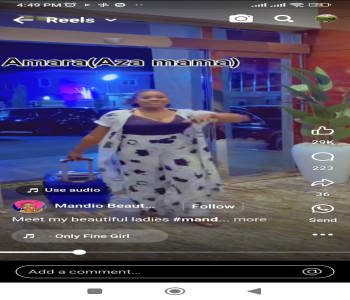 4:49 PM
Reels
Amara(Aza mama)
29K
223
36
Use audio
Mandio Beaut... Follow
Send
Meet my beautiful ladies #mand... more
· Only Fine Girl
Add a comment...